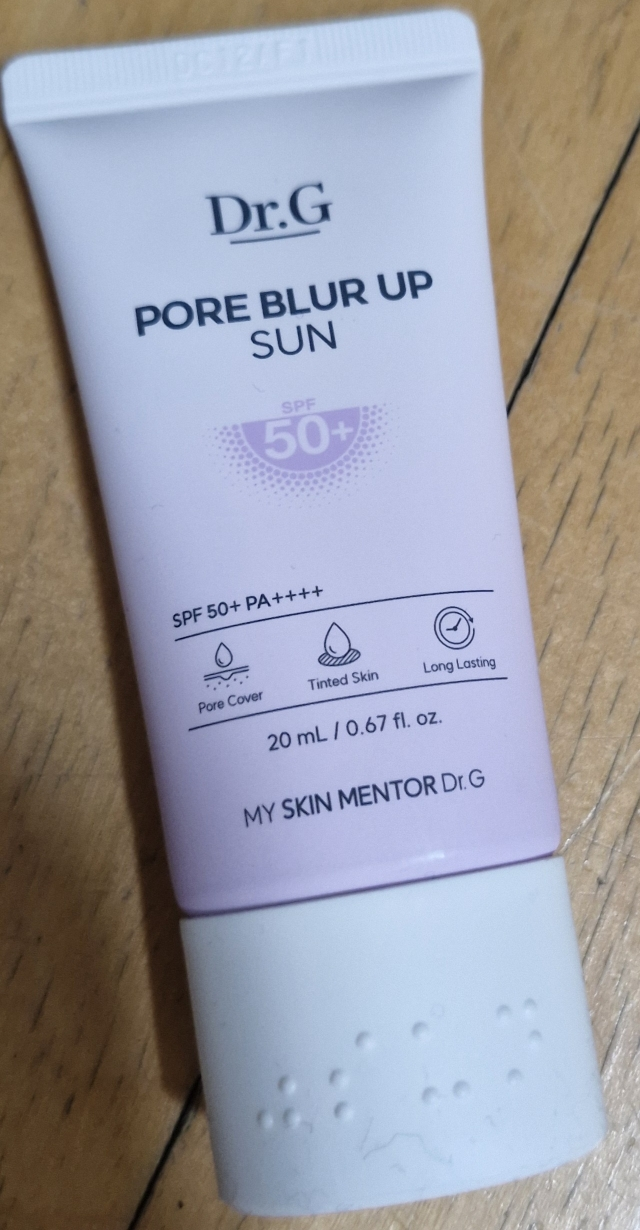 Dr.G
PORE BLUR UP
SUN
SPF
50+
SPF 50+ PA++++
Pore Cover
Tinted Skin
Long Lasting
20 mL / 0.67 fl. oz.
MY SKIN MENTOR Dr.G